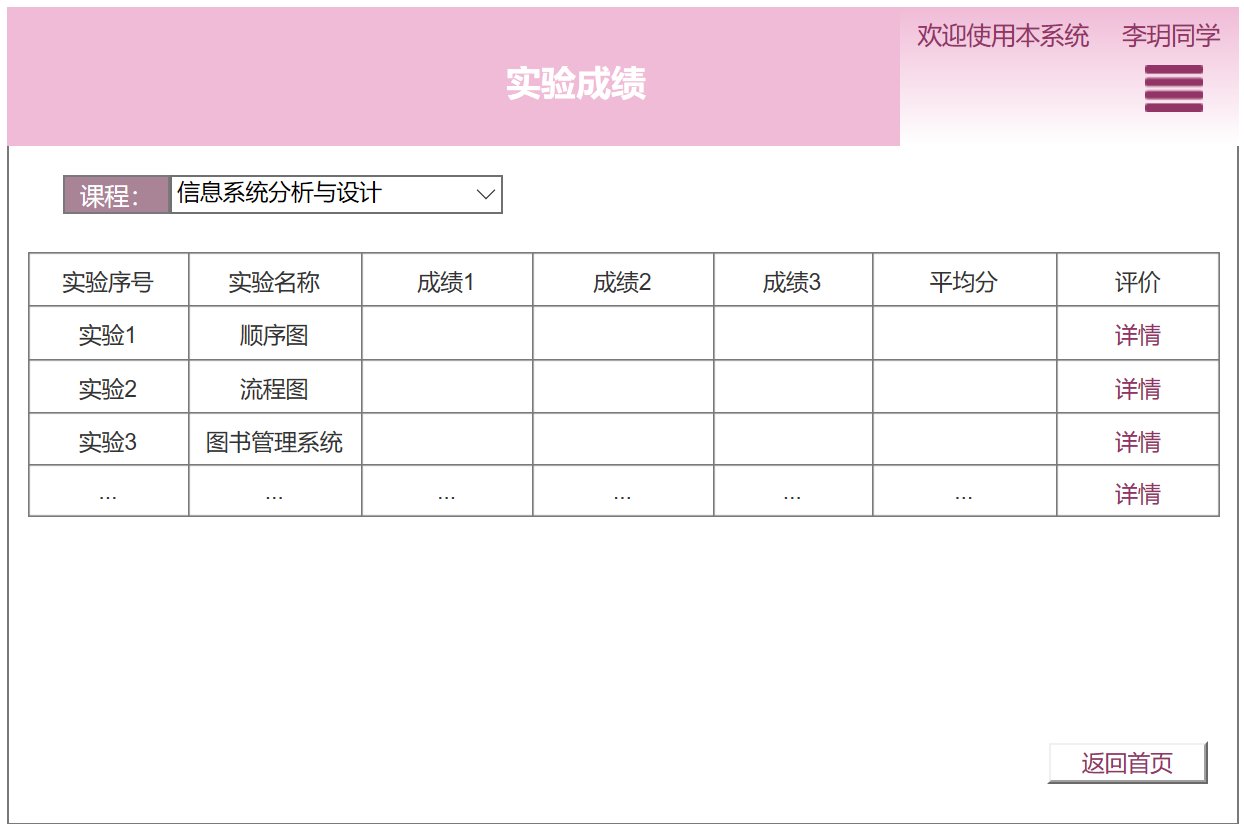 欢迎使用本系统 李玥同学
实验成绩
课程： 信息系统分析与设计
实验序号 实验名称 成绩1 成绩2 成绩3 平均分 评价
实验1 顺序图 详情
实验2 流程图 详情
实验3 图书管理系统 详情
... ... ... ... ... ... 详情
返回首页